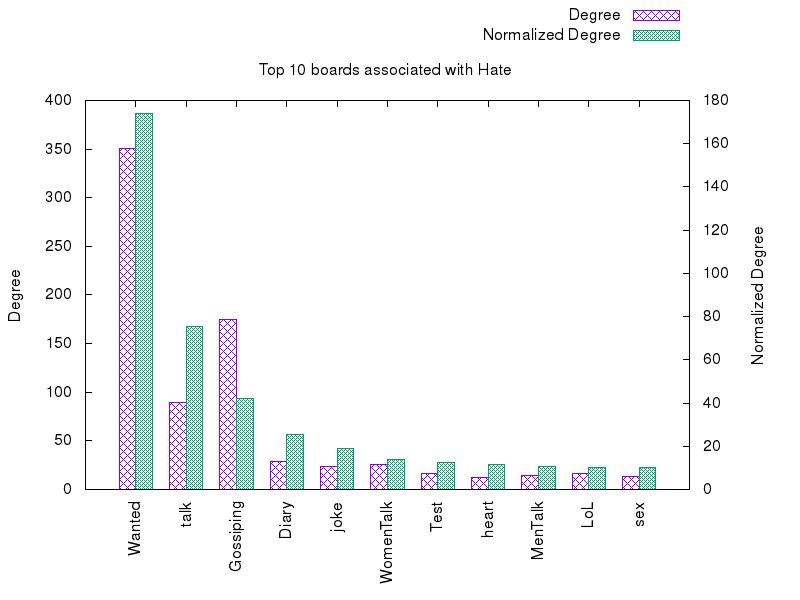 Degree
Normalized Degree
Top 10 boards associated with Hate
400
350
300
250
200
150
100
50
0
Degree
180
160
140
120
100
80
60
40
20
0
Normalized Degree
Wanted
talk
Gossiping
Diary
joke
WomenTalk
Test
heart
MenTalk
LoL
sex